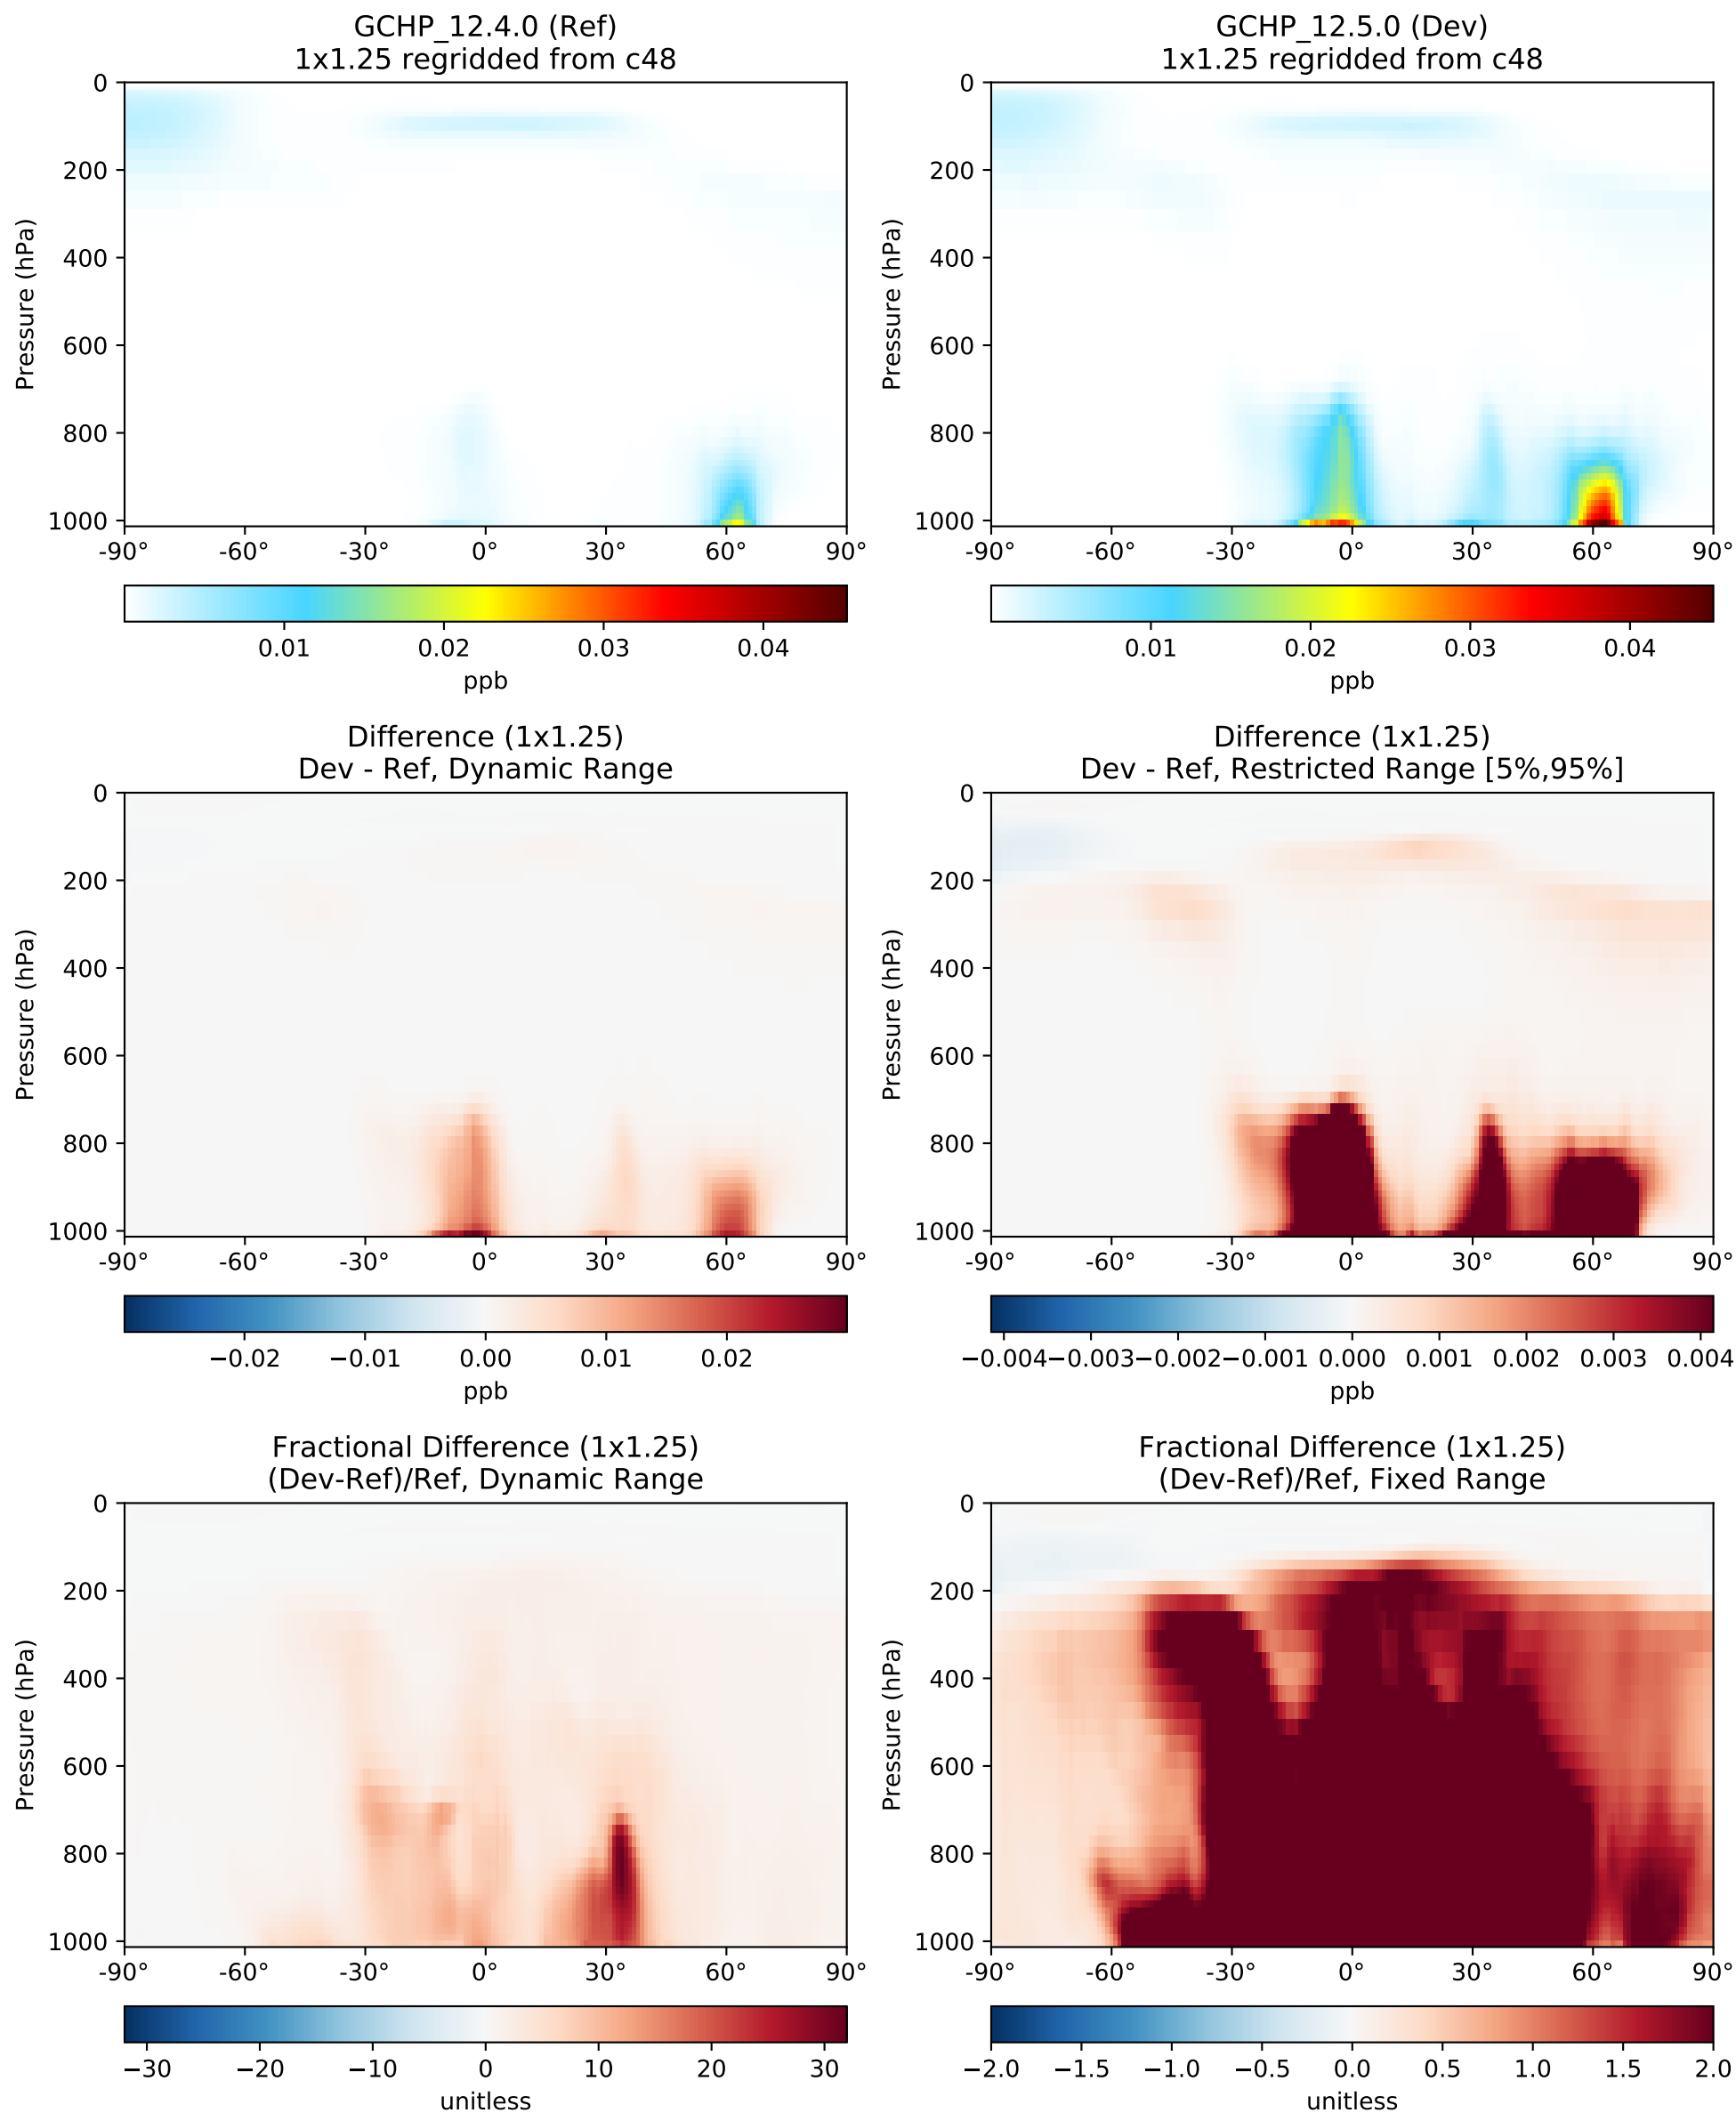 GCHP_12.4.0 (Ref)
1x1.25 regridded from c48
GCHP_12.5.0 (Dev)
1x1.25 regridded from c48
Pressure (hPa)
0
200
400
600
800
1000
-90° -60° -30° 0° 30° 60° 90°
0.01 0.02 0.03 0.04
ppb
Pressure (hPa)
0
200
400
600
800
1000
-90° -60° -30° 0° 30° 60° 90°
0.01 0.02 0.03 0.04
ppb
Difference (1x1.25)
Dev - Ref, Dynamic Range
Difference (1x1.25)
Dev - Ref, Restricted Range [5%,95%]
Pressure (hPa)
0
200
400
600
800
1000
-90° -60° -30° 0° 30° 60° 90°
−0.02 −0.01 0.00 0.01 0.02
ppb
Pressure (hPa)
0
200
400
600
800
1000
-90° -60° -30° 0° 30° 60° 90°
−0.004 −0.003 −0.002 −0.001 0.000 0.001 0.002 0.003 0.004
ppb
Fractional Difference (1x1.25)
(Dev-Ref)/Ref, Dynamic Range
Fractional Difference (1x1.25)
(Dev-Ref)/Ref, Fixed Range
Pressure (hPa)
0
200
400
600
800
1000
-90° -60° -30° 0° 30° 60° 90°
−30 −20 −10 0 10 20 30
unitless
Pressure (hPa)
0
200
400
600
800
1000
-90° -60° -30° 0° 30° 60° 90°
−2.0 −1.5 −1.0 −0.5 0.0 0.5 1.0 1.5 2.0
unitless